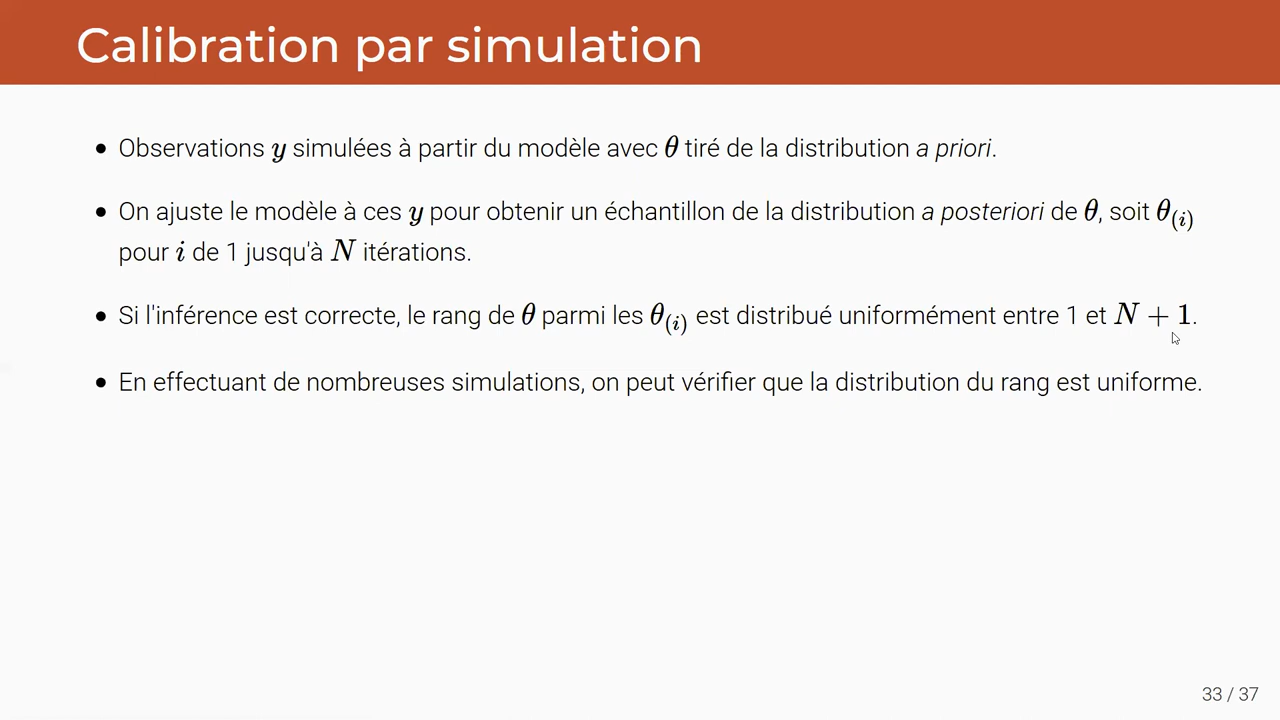 Calibration par simulation
• Observations y simulées à partir du modèle avec θ tiré de la distribution a priori.
• On ajuste le modèle à ces y pour obtenir un échantillon de la distribution a posteriori de θ, soit θ(i)
pour i de 1 jusqu'à N itérations.
• Si l'inférence est correcte, le rang de θ parmi les θ(i) est distribué uniformément entre 1 et N + 1.
• En effectuant de nombreuses simulations, on peut vérifier que la distribution du rang est uniforme.
33 / 37